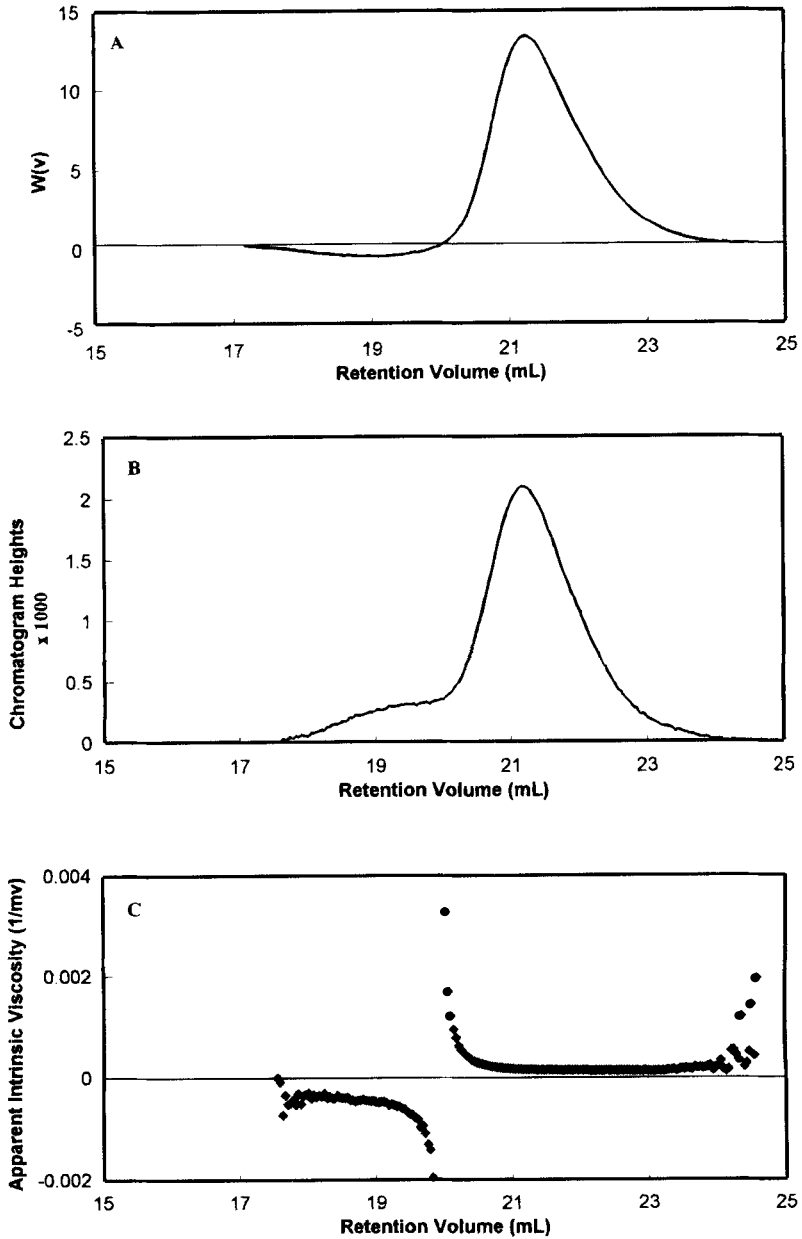 A
W(v)
15
10
5
0
-5
15 17 19 21 23 25
Retention Volume (mL)
B
Chromatogram Heights
x 1000
2.5
2
1.5
1
0.5
0
15 17 19 21 23 25
Retention Volume (mL)
C
Apparent Intrinsic Viscosity (1/mv)
0.004
0.002
0
-0.002
15 17 19 21 23 25
Retention Volume (mL)